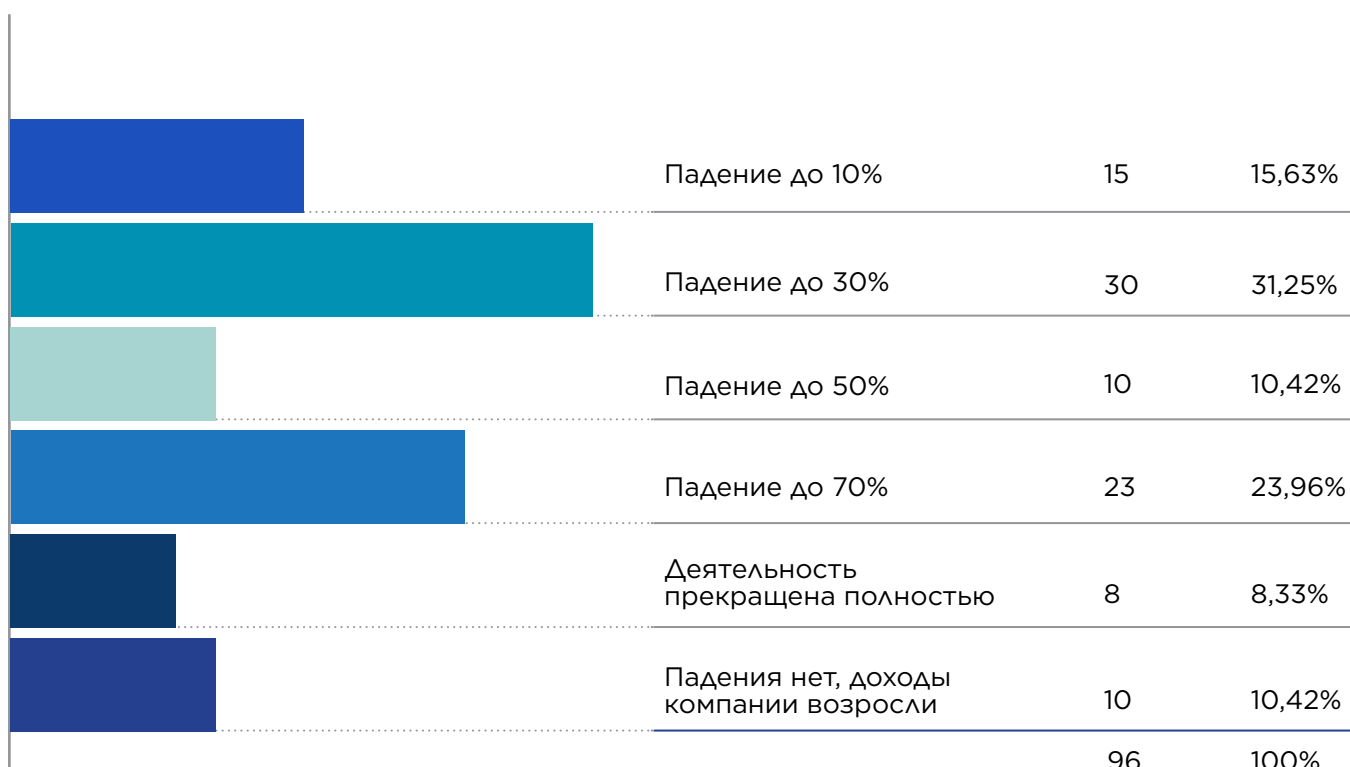 Падение до 10% 15 15,63%
Падение до 30% 30 31,25%
Падение до 50% 10 10,42%
Падение до 70% 23 23,96%
Деятельность
прекращена полностью 8 8,33%
Падения нет, доходы
компании возросли 10 10,42%
96 100%